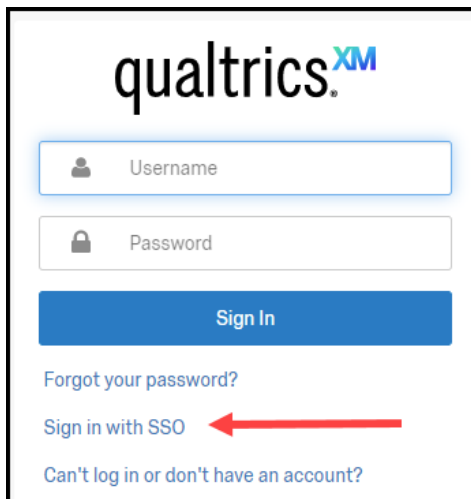 qualtrics.XM
Username
Password
Sign In
Forgot your password?
Sign in with SSO
Can't log in or don't have an account?